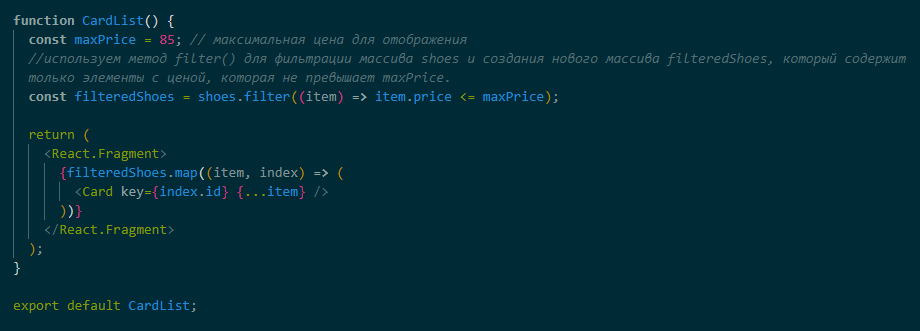 function CardList() {
const maxPrice = 85; // максимальная цена для отображения
//используем метод filter() для фильтрации массива shoes и создания нового массива filteredShoes, который содержит
только элементы с ценой, которая не превышает maxPrice.
const filteredShoes = shoes.filter((item) => item.price <= maxPrice);
return (
<React.Fragment>
{filteredShoes.map((item, index) => (
<Card key={index.id} {...item} />
))}
</React.Fragment>
);
}
export default CardList;